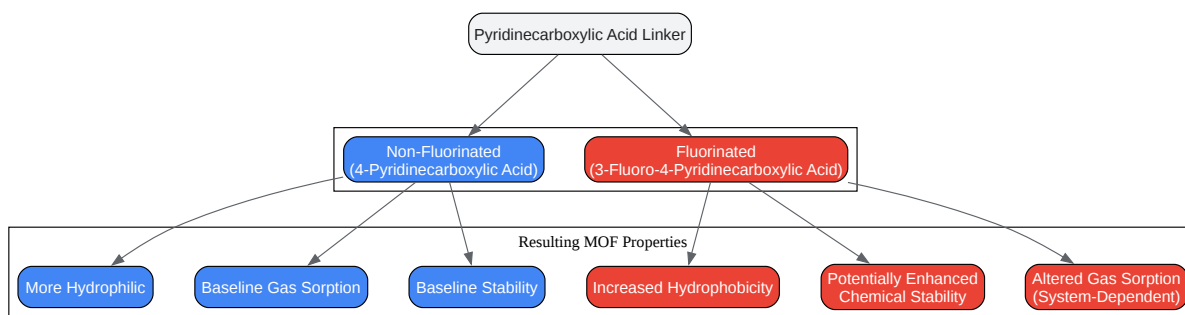 Pyridinecarboxylic Acid Linker
Non-Fluorinated
(4-Pyridinecarboxylic Acid)
Fluorinated
(3-Fluoro-4-Pyridinecarboxylic Acid)
Resulting MOF Properties
More Hydrophilic
Baseline Gas Sorption
Baseline Stability
Increased Hydrophobicity
Potentially Enhanced
Chemical Stability
Altered Gas Sorption
(System-Dependent)